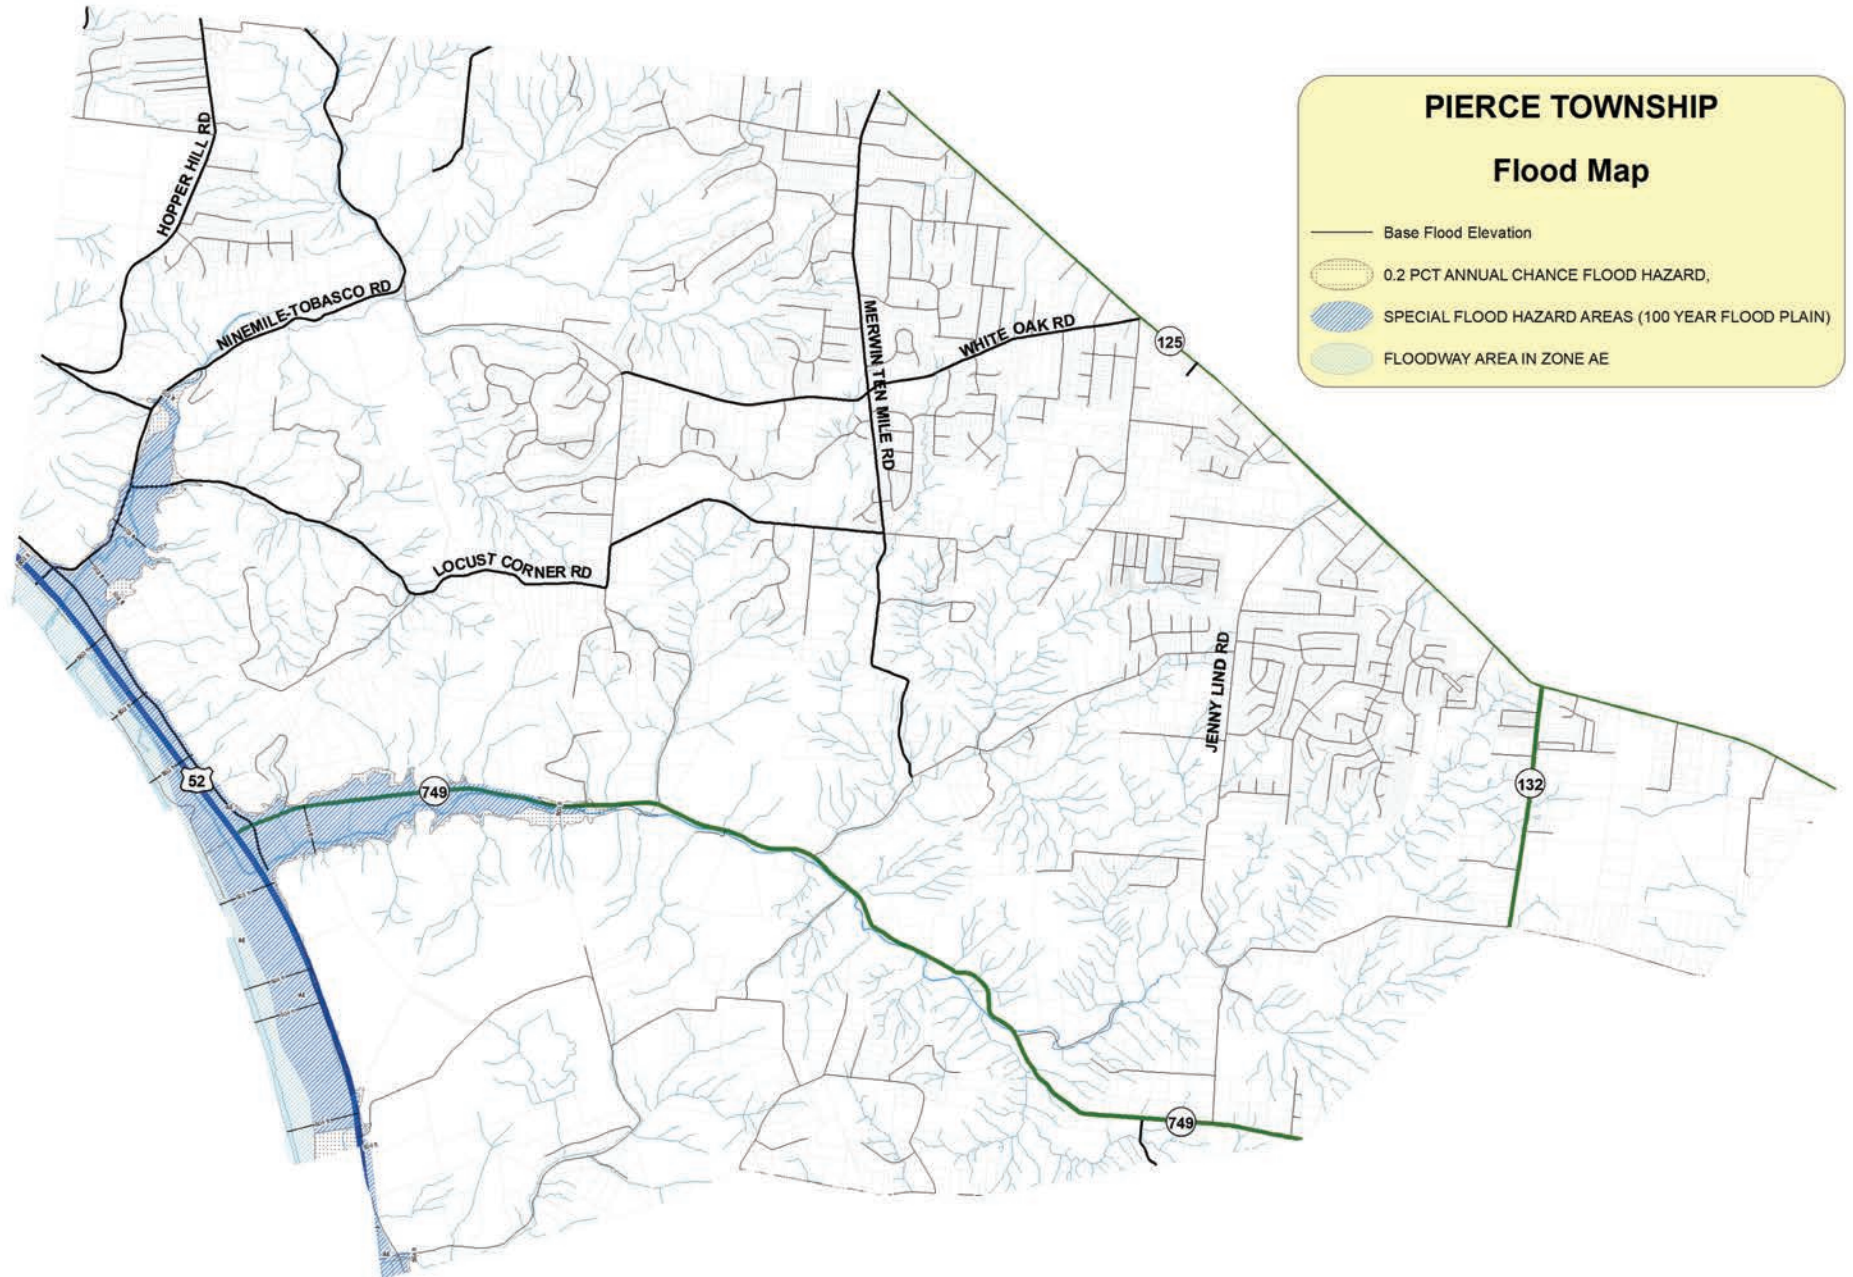 PIERCE TOWNSHIP
Flood Map
Base Flood Elevation
0.2 PCT ANNUAL CHANCE FLOOD HAZARD,
SPECIAL FLOOD HAZARD AREAS (100 YEAR FLOOD PLAIN)
FLOODWAY AREA IN ZONE AE
HOPPER HILL RD
NINEMILE-TOBASCO RD
MERWIN TEN MILE RD
WHITE OAK RD
125
LOCUST CORNER RD
JENNY LIND RD
52
749
132
749